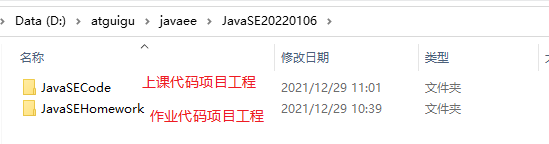 Data (D:) > atguigu > javaee > JavaSE20220106 >
名称 修改日期 类型 大
JavaSECode 上课代码项目工程 2021/12/29 11:01 文件夹
JavaSEHomework 作业代码项目工程 2021/12/29 10:39 文件夹